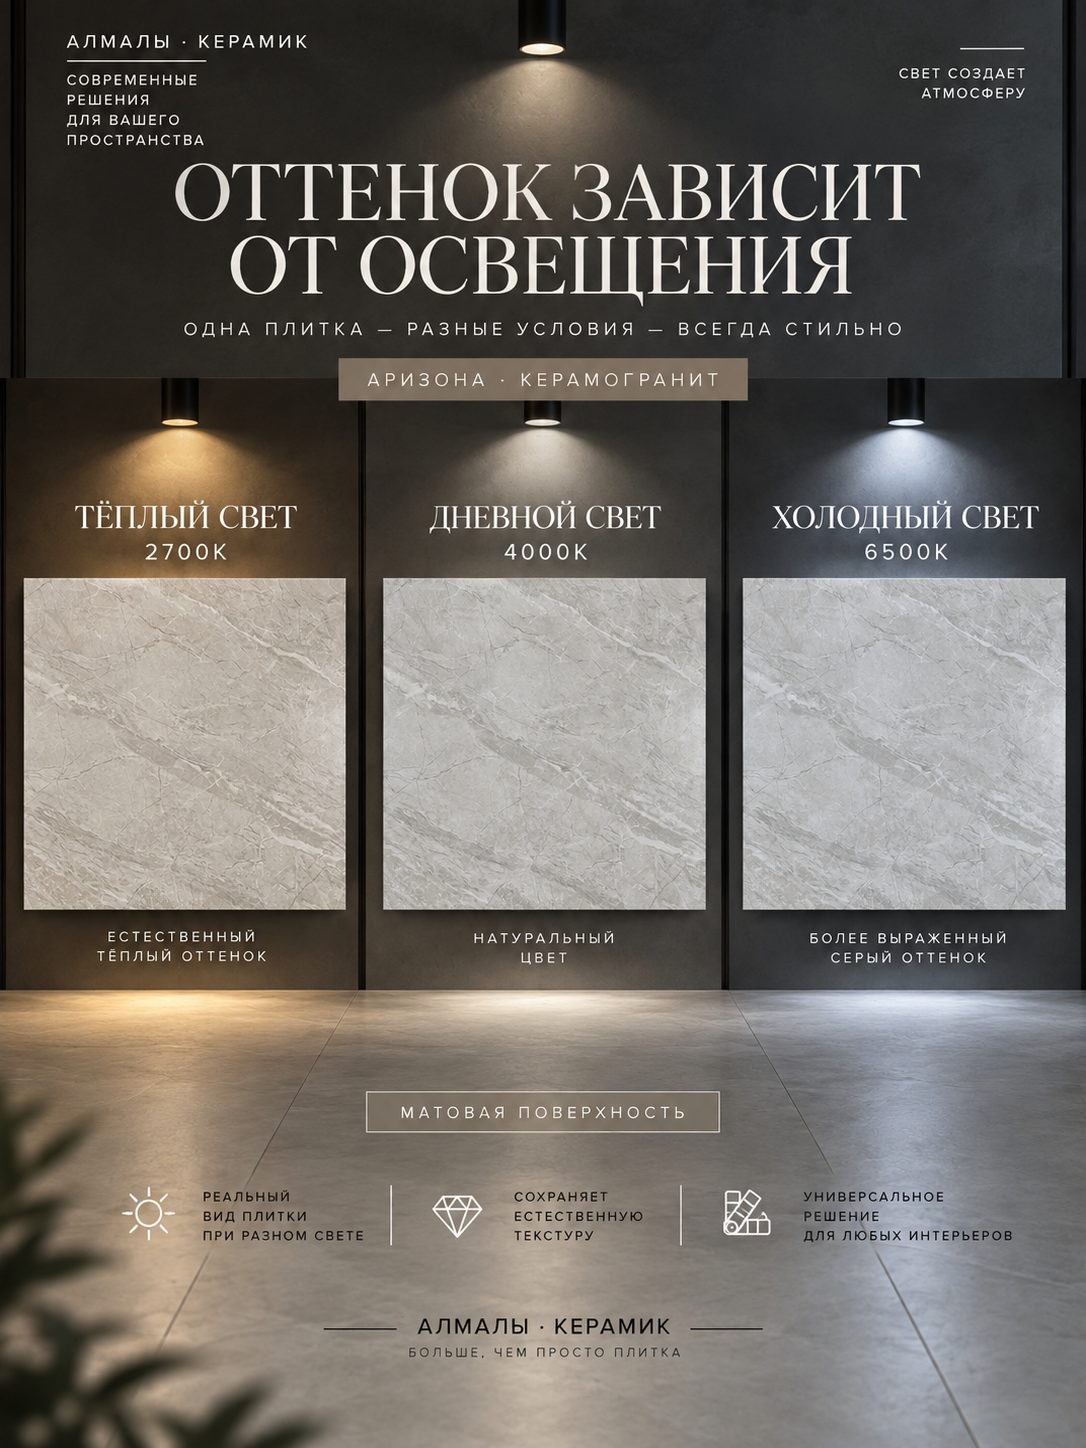 АЛМАЛЫ · КЕРАМИК
СОВРЕМЕННЫЕ
РЕШЕНИЯ
ДЛЯ ВАШЕГО
ПРОСТРАНСТВА
СВЕТ СОЗДАЕТ
АТМОСФЕРУ
ОТТЕНОК ЗАВИСИТ
ОТ ОСВЕЩЕНИЯ
ОДНА ПЛИТКА — РАЗНЫЕ УСЛОВИЯ — ВСЕГДА СТИЛЬНО
АРИЗОНА · КЕРАМОГРАНИТ
ТЁПЛЫЙ СВЕТ
2700K
ЕСТЕСТВЕННЫЙ
ТЁПЛЫЙ ОТТЕНОК
ДНЕВНОЙ СВЕТ
4000K
НАТУРАЛЬНЫЙ
ЦВЕТ
ХОЛОДНЫЙ СВЕТ
6500K
БОЛЕЕ ВЫРАЖЕННЫЙ
СЕРЫЙ ОТТЕНОК
МАТОВАЯ ПОВЕРХНОСТЬ
РЕАЛЬНЫЙ
ВИД ПЛИТКИ
ПРИ РАЗНОМ СВЕТЕ
СОХРАНЯЕТ
ЕСТЕСТВЕННУЮ
ТЕКСТУРУ
УНИВЕРСАЛЬНОЕ
РЕШЕНИЕ
ДЛЯ ЛЮБЫХ ИНТЕРЬЕРОВ
АЛМАЛЫ · КЕРАМИК
БОЛЬШЕ, ЧЕМ ПРОСТО ПЛИТКА